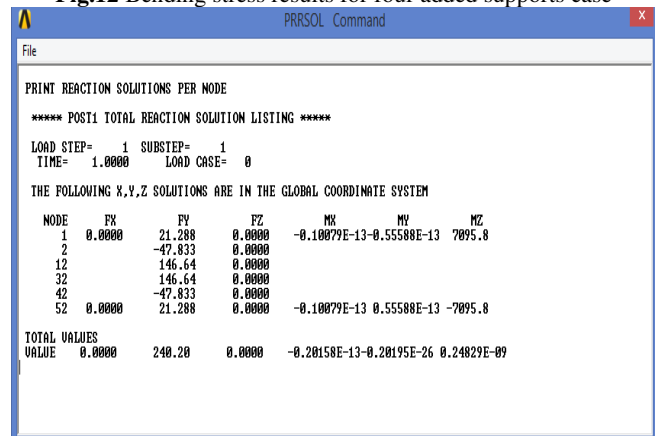 Fig.12 Bending stress results for four added supports case
PRRSOL Command
X
File
PRINT REACTION SOLUTIONS PER NODE
***** POST1 TOTAL REACTION SOLUTION LISTING *****
LOAD STEP= 1 SUBSTEP= 1
TIME= 1.0000 LOAD CASE= 0
THE FOLLOWING X,Y,Z SOLUTIONS ARE IN THE GLOBAL COORDINATE SYSTEM
NODE FX FY FZ MX MY MZ
1 0.0000 21.288 0.0000 -0.10079E-13-0.55588E-13 7095.8
2 -47.833 0.0000
12 146.64 0.0000
32 146.64 0.0000
42 -47.833 0.0000
52 0.0000 21.288 0.0000 -0.10079E-13 0.55588E-13 -7095.8
TOTAL VALUES
VALUE 0.0000 240.20 0.0000 -0.20158E-13-0.20195E-26 0.24829E-09